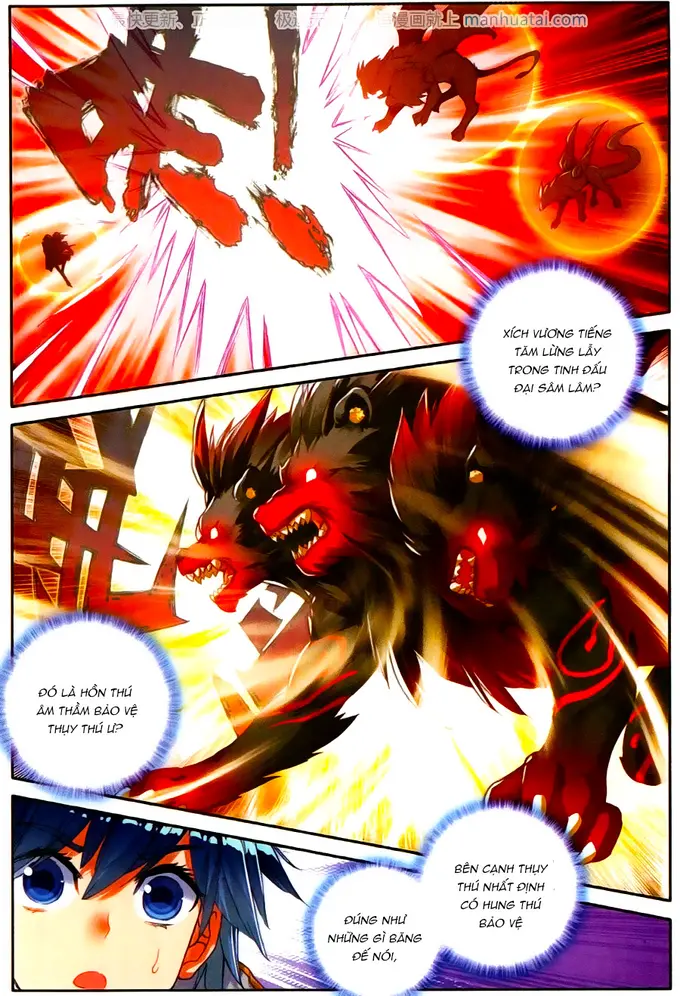 manhuatai.com
XÍCH VƯƠNG TIẾNG
TĂM LỪNG LẪY
TRONG TINH ĐẤU
ĐẠI SÂM LÂM?
ĐÓ LÀ HỒN THÚ
ÂM THẦM BẢO VỆ
THỤY THÚ Ư?
BÊN CẠNH THỤY
THÚ NHẤT ĐỊNH
CÓ HUNG THÚ
BẢO VỆ
ĐÚNG NHƯ
NHỮNG GÌ BĂNG
ĐẾ NÓI,